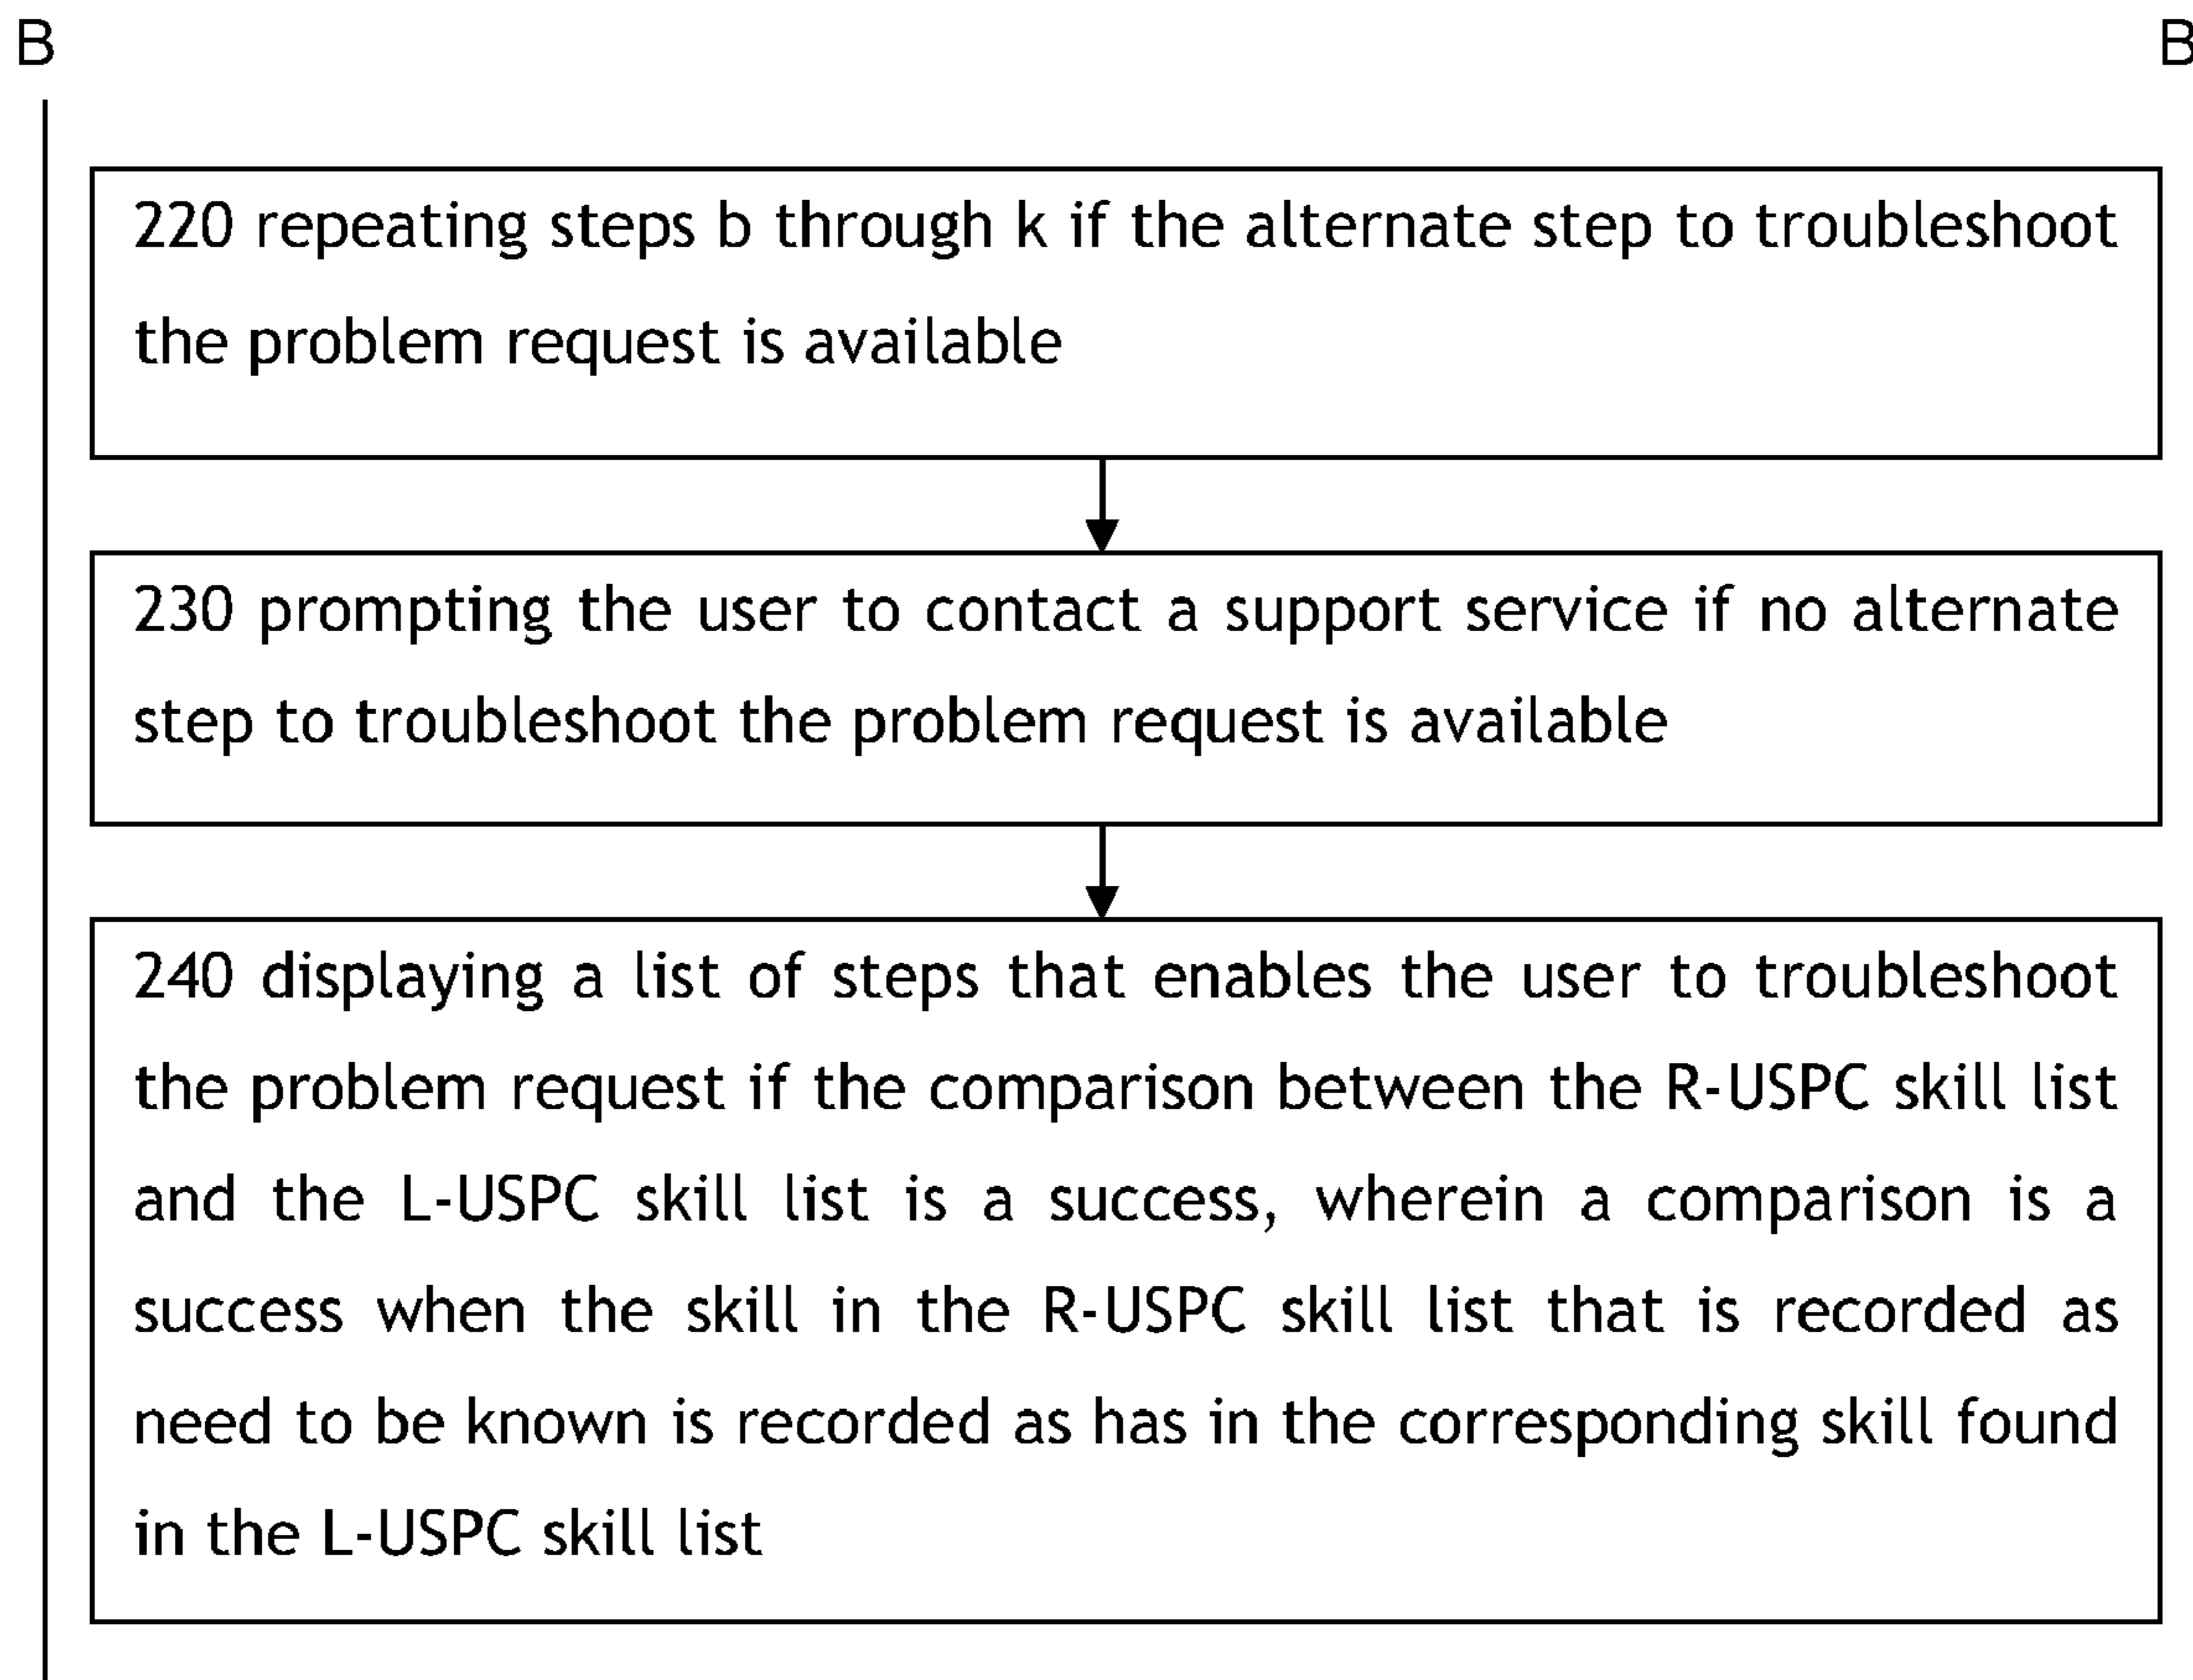 B B
220 repeating steps b through k if the alternate step to troubleshoot
the problem request is available
230 prompting the user to contact a support service if no alternate
step to troubleshoot the problem request is available
240 displaying a list of steps that enables the user to troubleshoot
the problem request if the comparison between the R-USPC skill list
and the L-USPC skill list is a success, wherein a comparison is a
success when the skill in the R-USPC skill list that is recorded as
need to be known is recorded as has in the corresponding skill found
in the L-USPC skill list